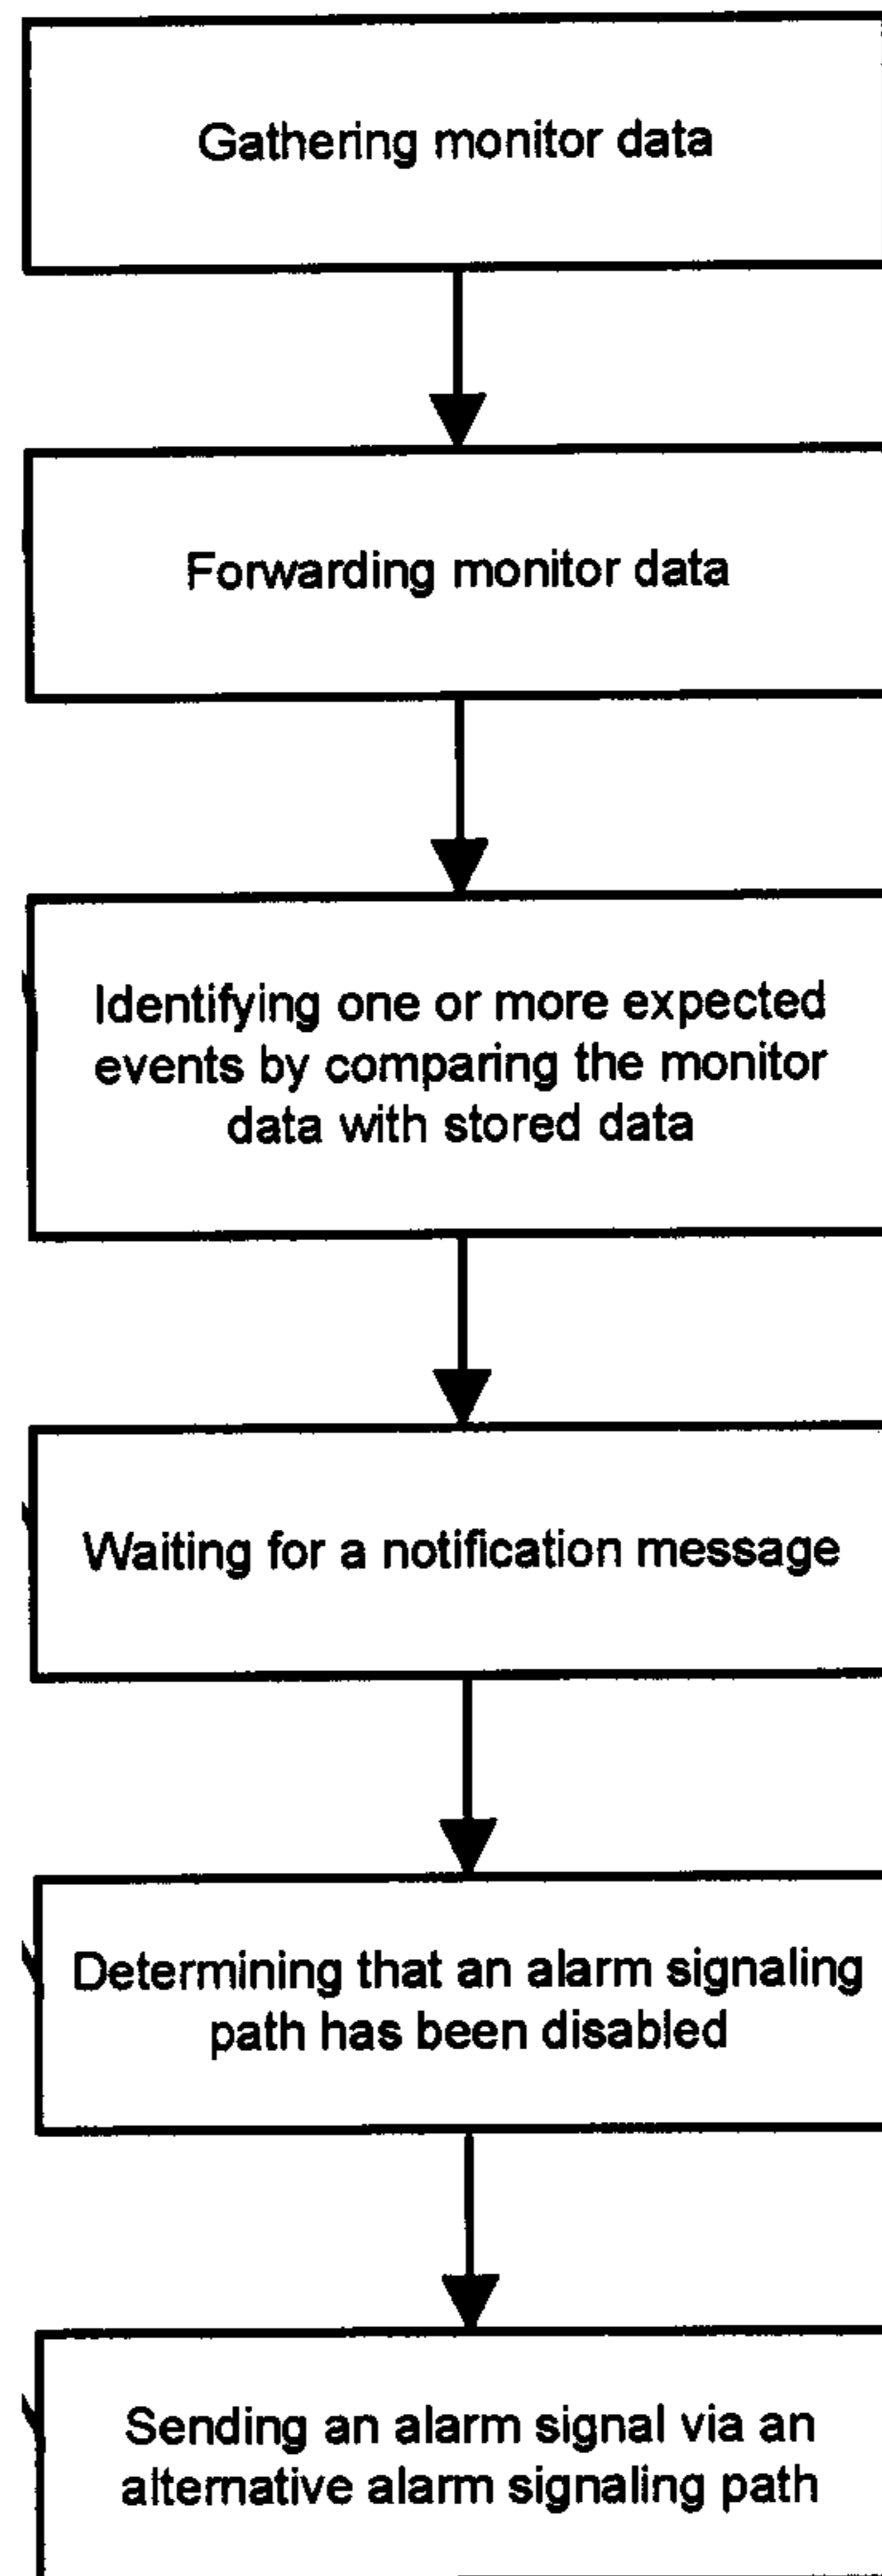 Gathering monitor data
Forwarding monitor data
Identifying one or more expected
events by comparing the monitor
data with stored data
Waiting for a notification message
Determining that an alarm signaling
path has been disabled
Sending an alarm signal via an
alternative alarm signaling path